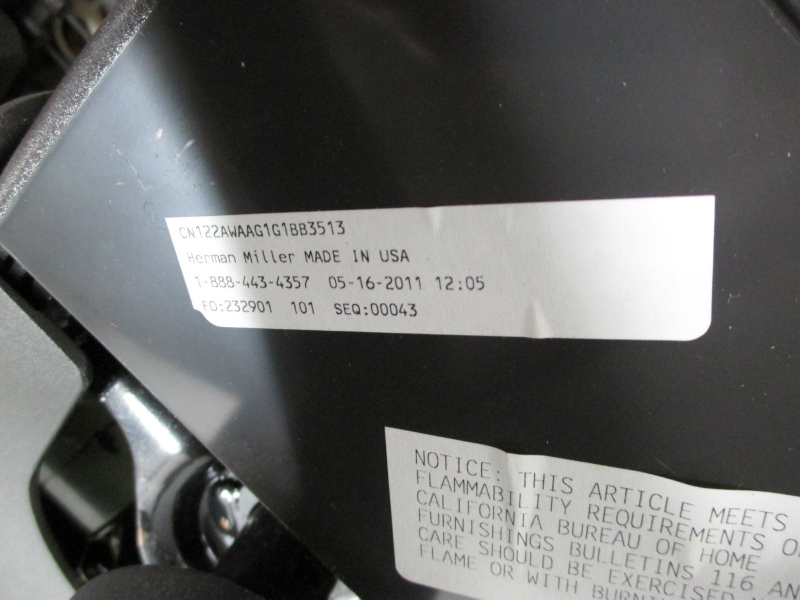 CN122AWAAG1G1BB3513
Herman Miller MADE IN USA
1-888-443-4357 05-16-2011 12:05
FO:232901 101 SEQ:00043
NOTICE: THIS ARTICLE MEETS
FLAMMABILITY REQUIREMENTS
CALIFORNIA BUREAU OF HOME
FURNISHINGS BULLETINS 116
CARE SHOULD BE EXERCISED
FLAME OR WITH